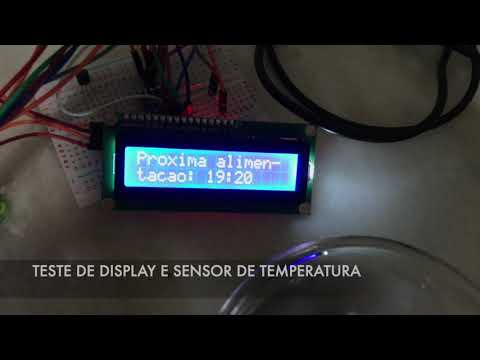 Proxima alimen-
tacao: 19:20
TESTE DE DISPLAY E SENSOR DE TEMPERATURA